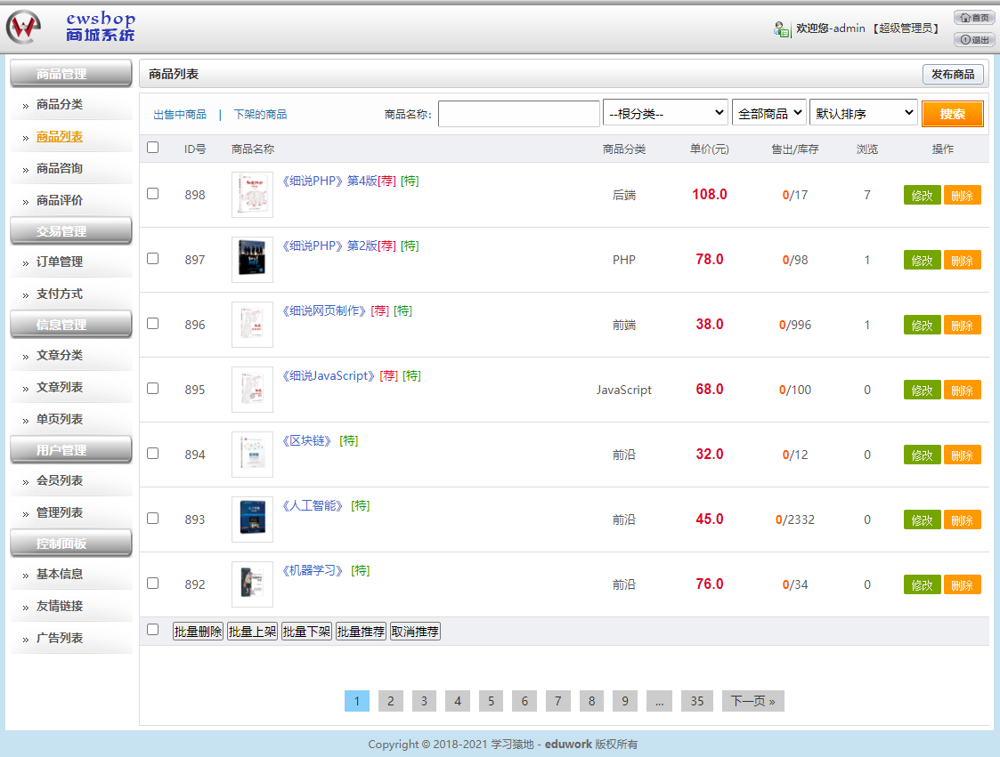 ewshop
商城系统
欢迎您-admin 【超级管理员】
首页
退出
商品管理
» 商品分类
» 商品列表
» 商品咨询
» 商品评价
交易管理
» 订单管理
» 支付方式
信息管理
» 文章分类
» 文章列表
» 单页列表
用户管理
» 会员列表
» 管理列表
控制面板
» 基本信息
» 友情链接
» 广告列表
商品列表 发布商品
出售中商品 | 下架的商品 商品名称: --根分类-- 全部商品 默认排序 搜索
ID号 商品名称 商品分类 单价(元) 售出/库存 浏览 操作
898 《细说PHP》第4版[荐] [特] 后端 108.0 0/17 7 修改 删除
897 《细说PHP》第2版[荐] [特] PHP 78.0 0/98 1 修改 删除
896 《细说网页制作》[荐] [特] 前端 38.0 0/996 1 修改 删除
895 《细说JavaScript》[荐] [特] JavaScript 68.0 0/100 0 修改 删除
894 《区块链》 [特] 前沿 32.0 0/12 0 修改 删除
893 《人工智能》 [特] 前沿 45.0 0/2332 0 修改 删除
892 《机器学习》 [特] 前沿 76.0 0/34 0 修改 删除
批量删除 批量上架 批量下架 批量推荐 取消推荐
1 2 3 4 5 6 7 8 9 ... 35 下一页 »
Copyright © 2018-2021 学习猿地 - eduwork 版权所有